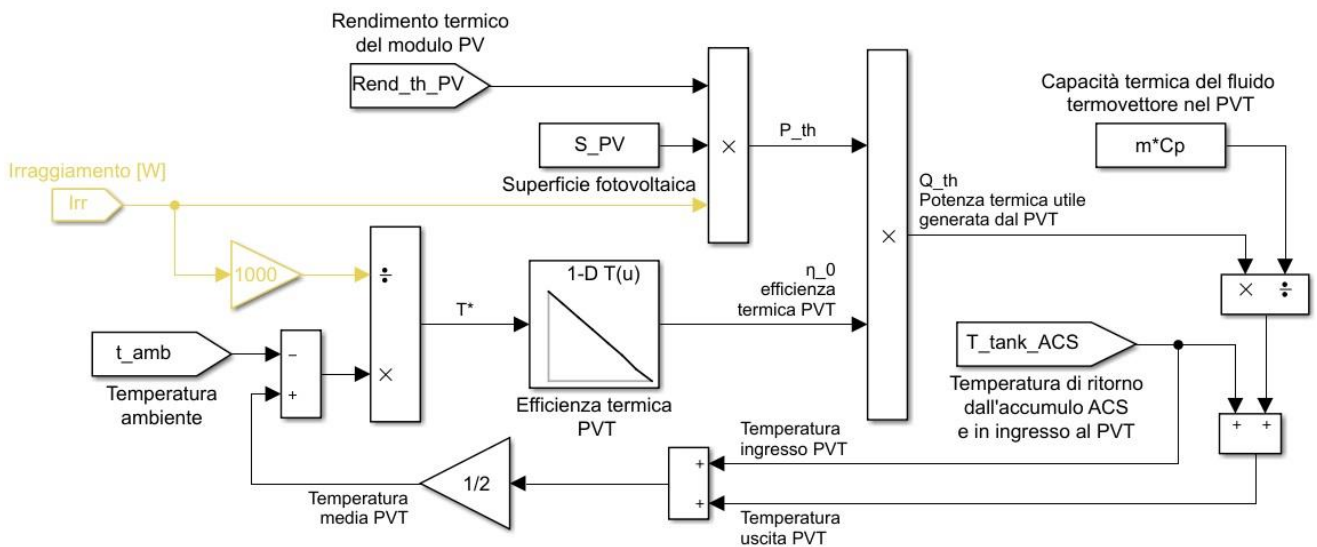 Rendimento termico
del modulo PV
Rend_th_PV
S_PV
Superficie fotovoltaica
×
P_th
Capacità termica del fluido
termovettore nel PVT
m*Cp
Irraggiamento [W]
Irr
1000
÷
×
T*
1-D T(u)
Efficienza termica
PVT
η_0
efficienza
termica PVT
×
Q_th
Potenza termica utile
generata dal PVT
× ÷
t_amb
Temperatura
ambiente
−
+
T_tank_ACS
Temperatura di ritorno
dall'accumulo ACS
e in ingresso al PVT
+ +
Temperatura
ingresso PVT
+
+
Temperatura
uscita PVT
1/2
Temperatura
media PVT